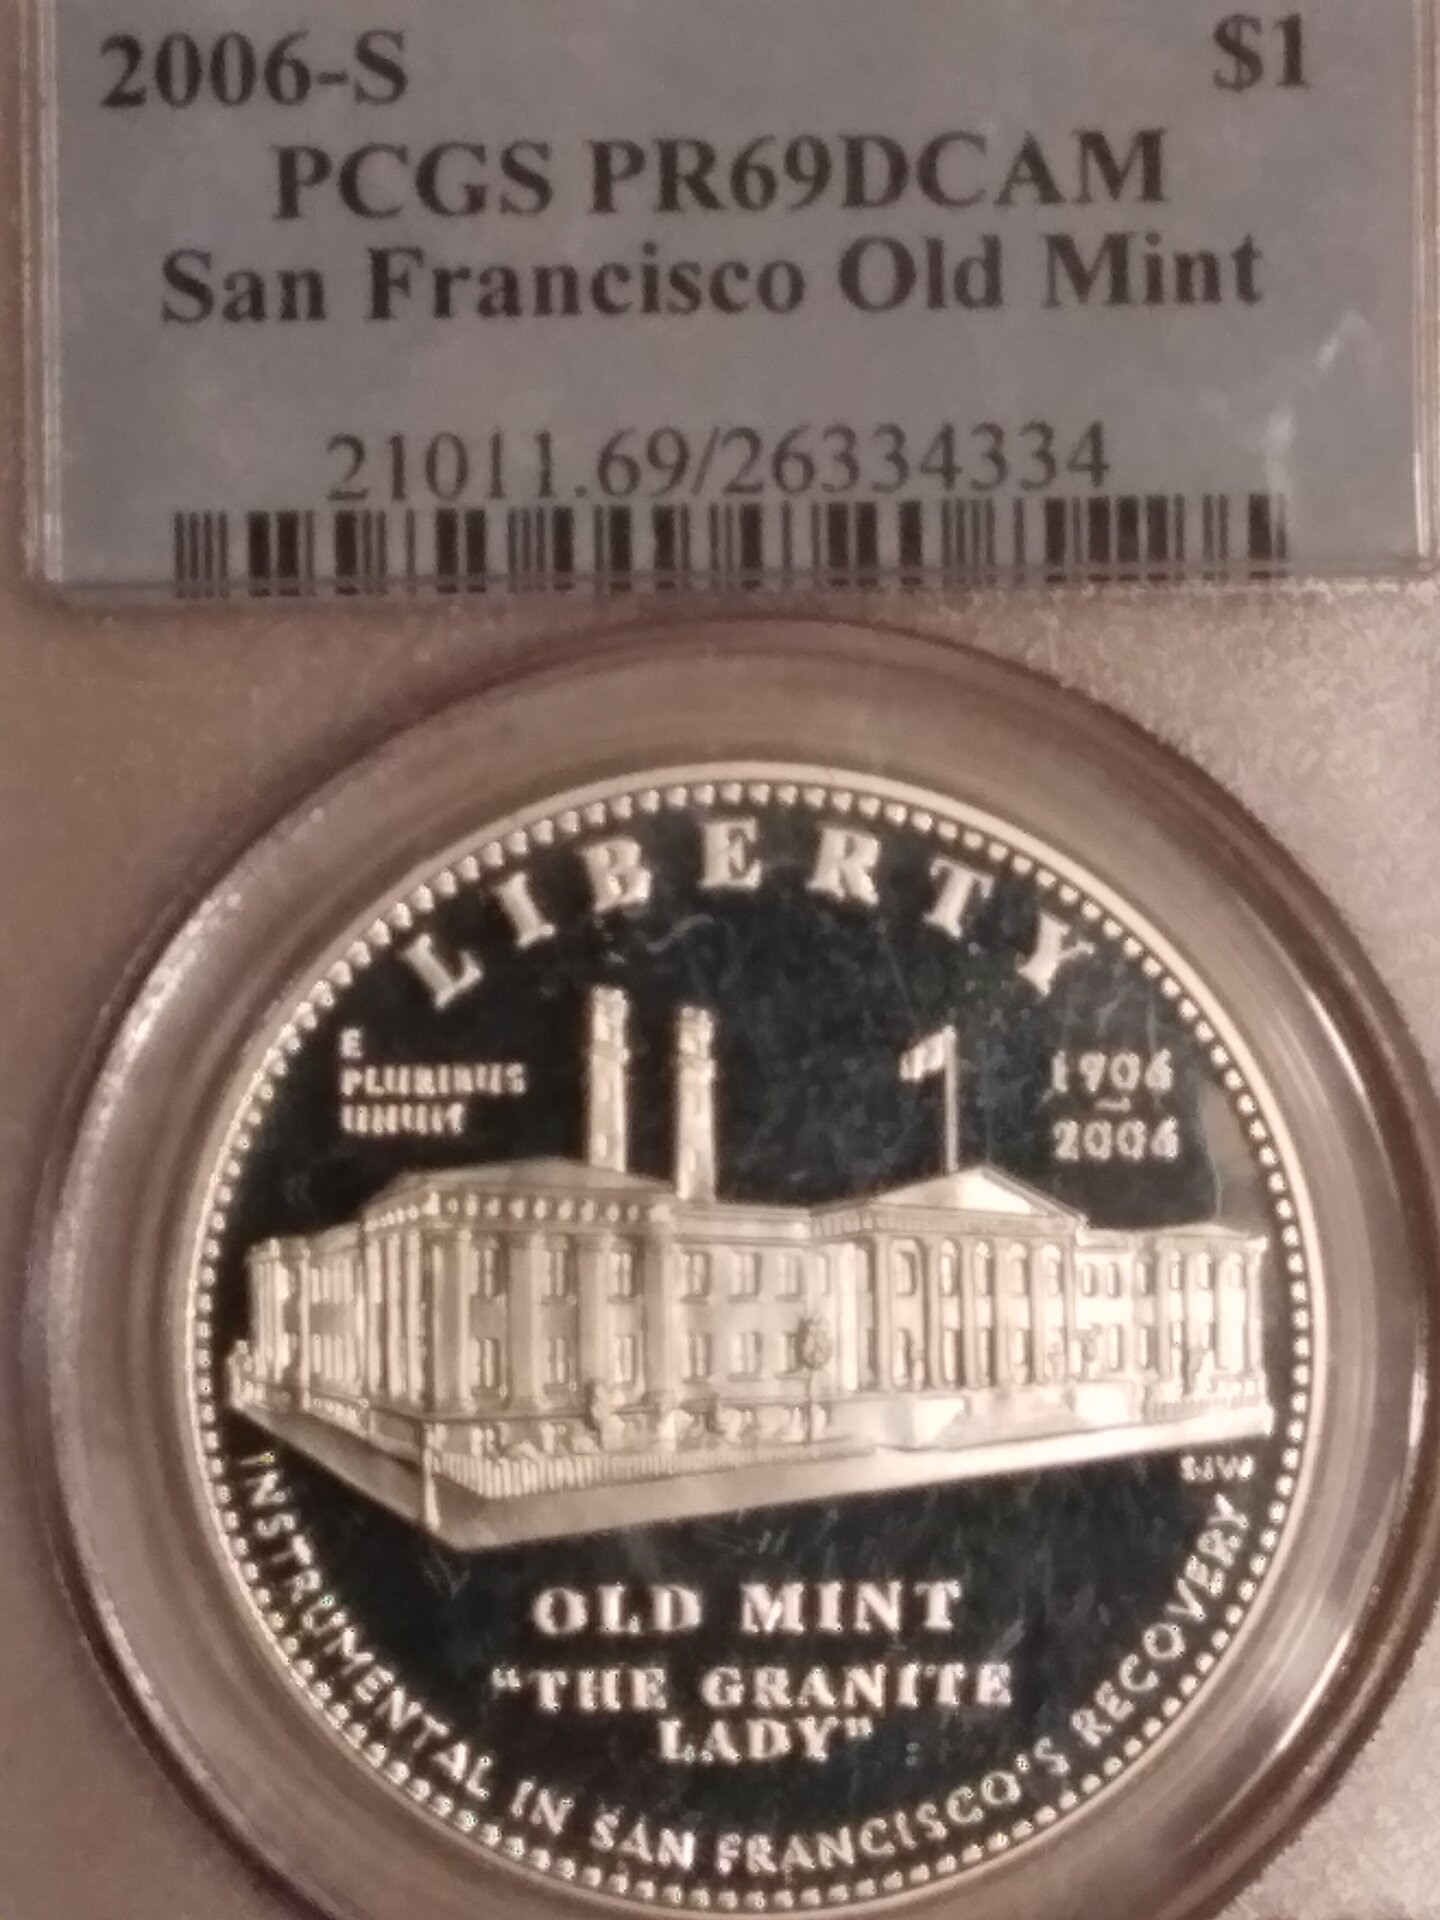 2006-S $1
PCGS PR69DCAM
San Francisco Old Mint
21011.69/26334334
LIBERTY
E
PLURIBUS
UNUM
1906
2006
OLD MINT
"THE GRANITE
LADY"
INSTRUMENTAL IN SAN FRANCISCO'S RECOVERY